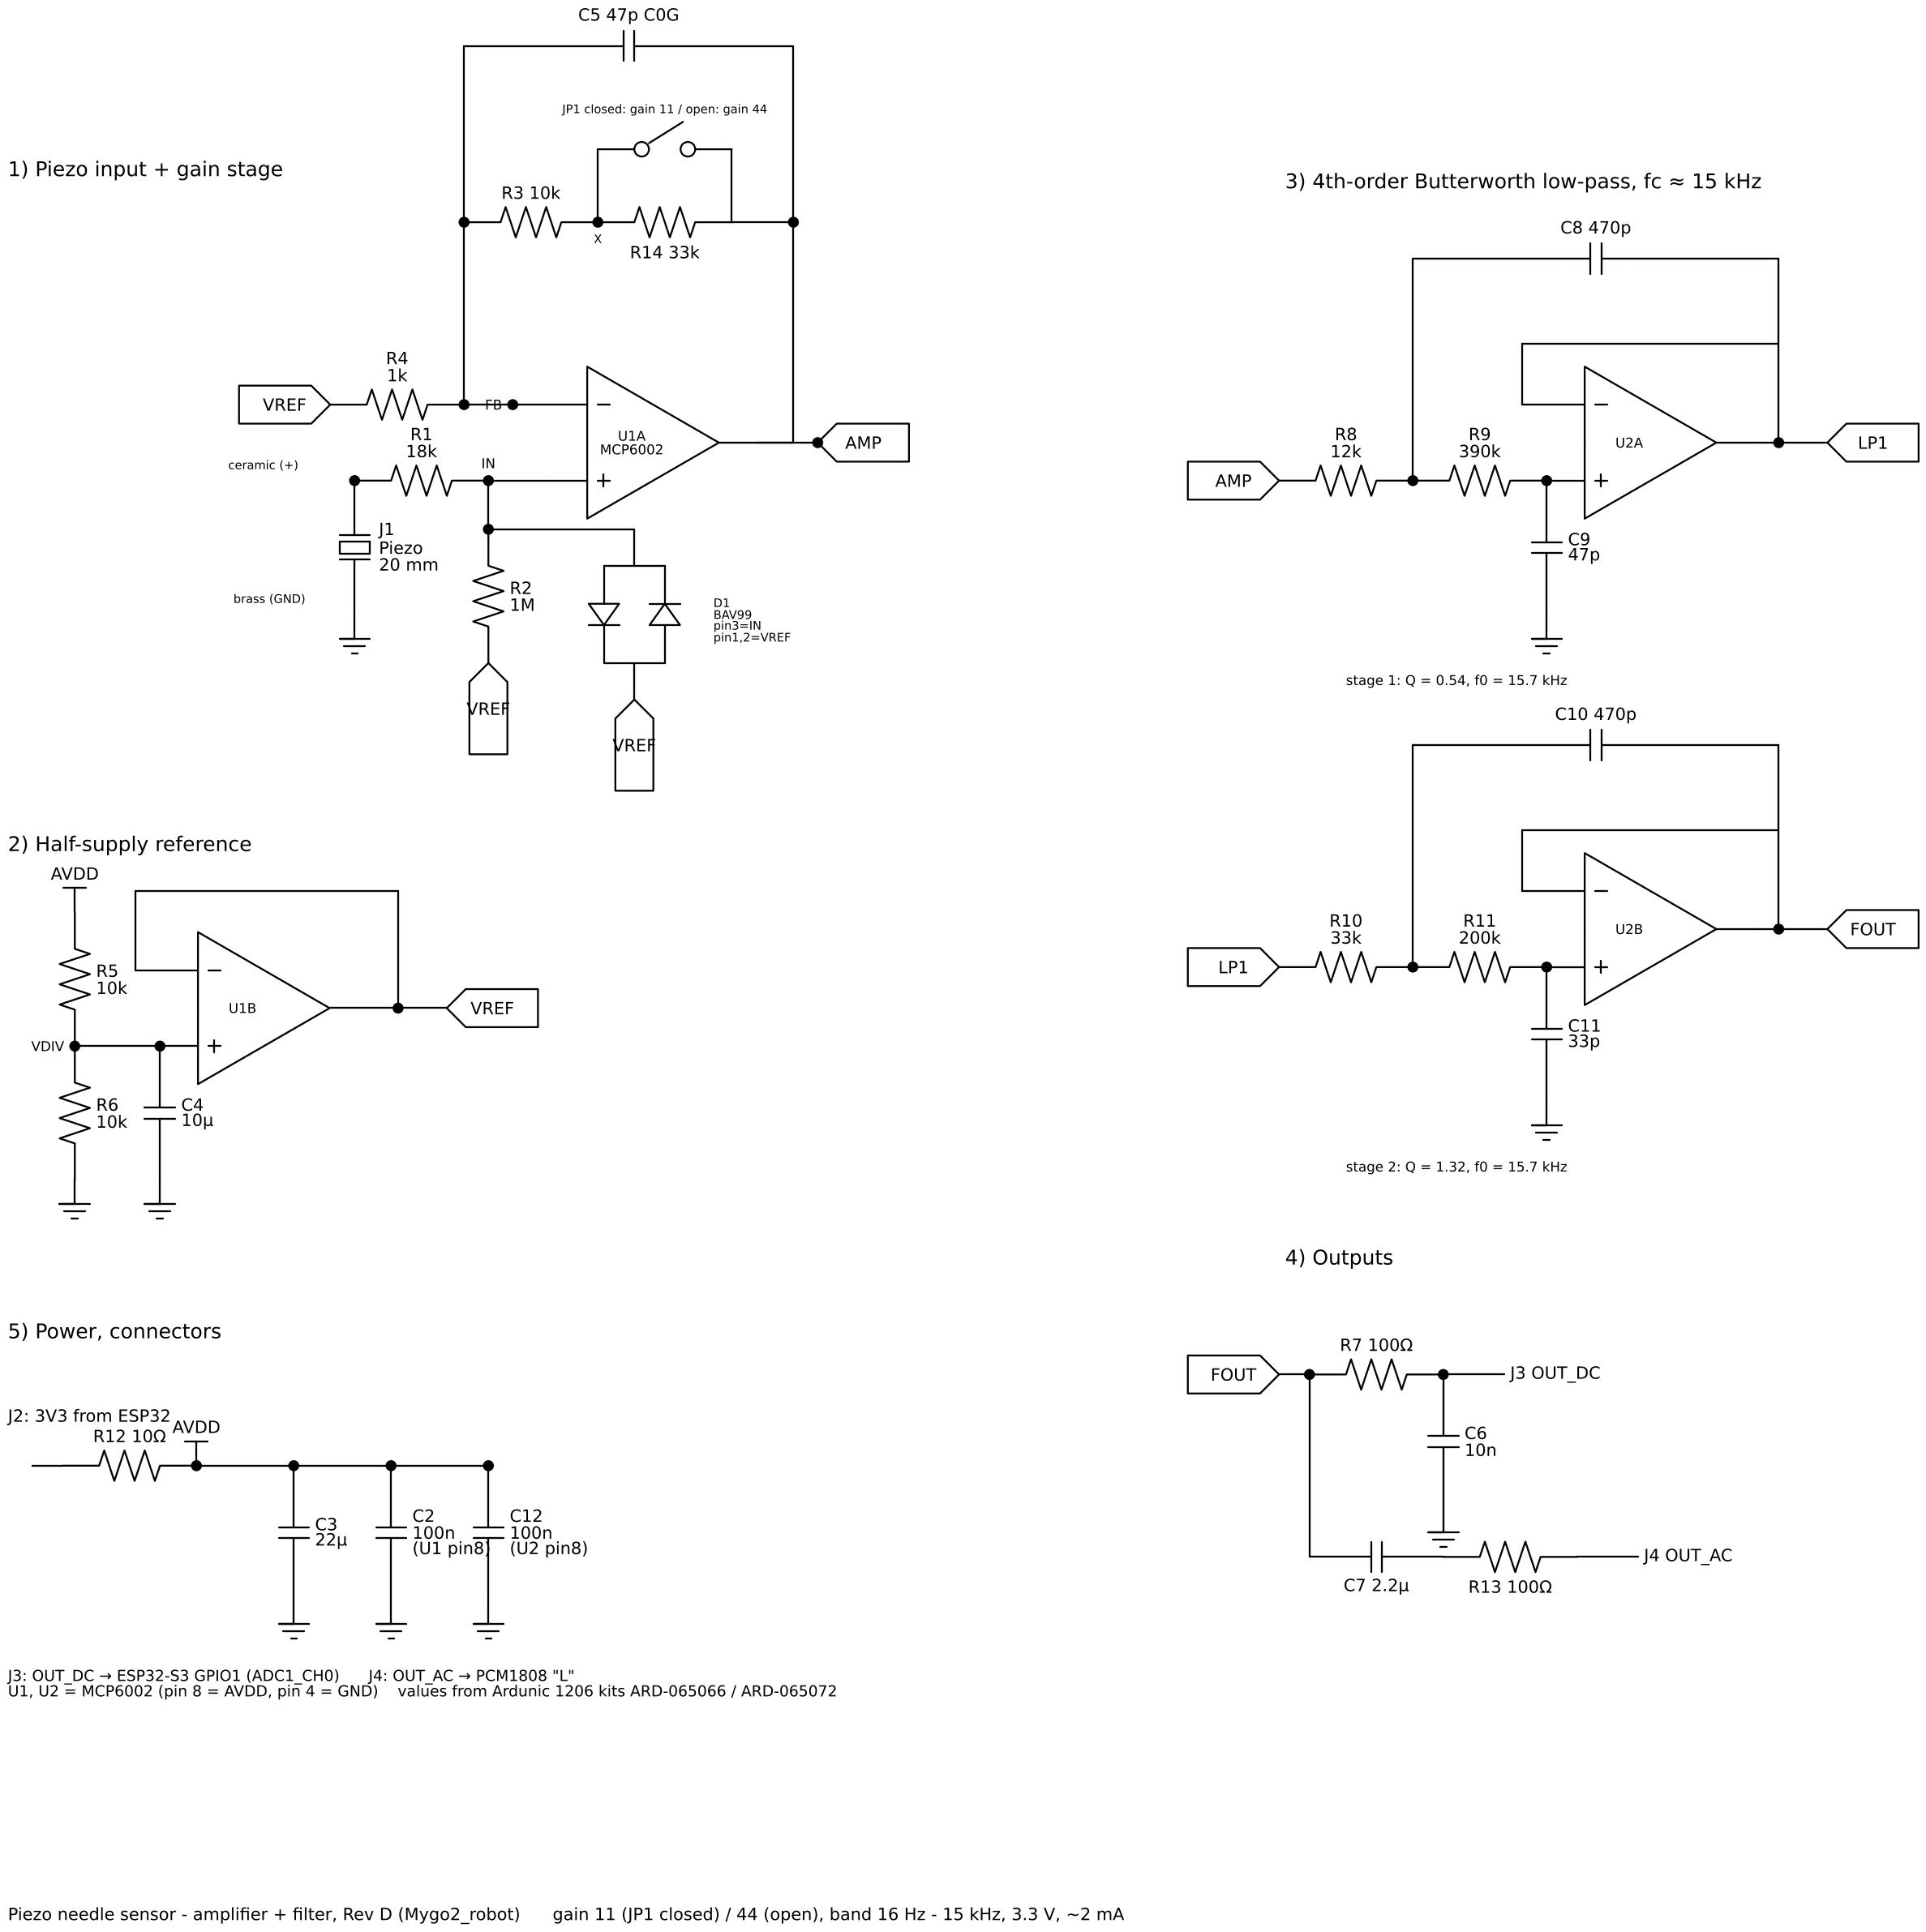 C5 47p C0G
JP1 closed: gain 11 / open: gain 44
1) Piezo input + gain stage
R3 10k
X
R14 33k
R4
1k
VREF
FB
−
U1A
MCP6002
AMP
R1
18k
ceramic (+)
IN
+
J1
Piezo
20 mm
brass (GND)
R2
1M
D1
BAV99
pin3=IN
pin1,2=VREF
VREF
VREF
2) Half-supply reference
AVDD
−
R5
10k
U1B
VREF
VDIV
+
R6
10k
C4
10µ
3) 4th-order Butterworth low-pass, fc ≈ 15 kHz
C8 470p
−
R8
12k
R9
390k
U2A
LP1
AMP
+
C9
47p
stage 1: Q = 0.54, f0 = 15.7 kHz
C10 470p
−
R10
33k
R11
200k
U2B
FOUT
LP1
+
C11
33p
stage 2: Q = 1.32, f0 = 15.7 kHz
4) Outputs
R7 100Ω
FOUT
J3 OUT_DC
C6
10n
J4 OUT_AC
C7 2.2µ
R13 100Ω
5) Power, connectors
J2: 3V3 from ESP32
AVDD
R12 10Ω
C3
22µ
C2
100n
(U1 pin8)
C12
100n
(U2 pin8)
J3: OUT_DC → ESP32-S3 GPIO1 (ADC1_CH0) J4: OUT_AC → PCM1808 "L"
U1, U2 = MCP6002 (pin 8 = AVDD, pin 4 = GND) values from Ardunic 1206 kits ARD-065066 / ARD-065072
Piezo needle sensor - amplifier + filter, Rev D (Mygo2_robot) gain 11 (JP1 closed) / 44 (open), band 16 Hz - 15 kHz, 3.3 V, ~2 mA